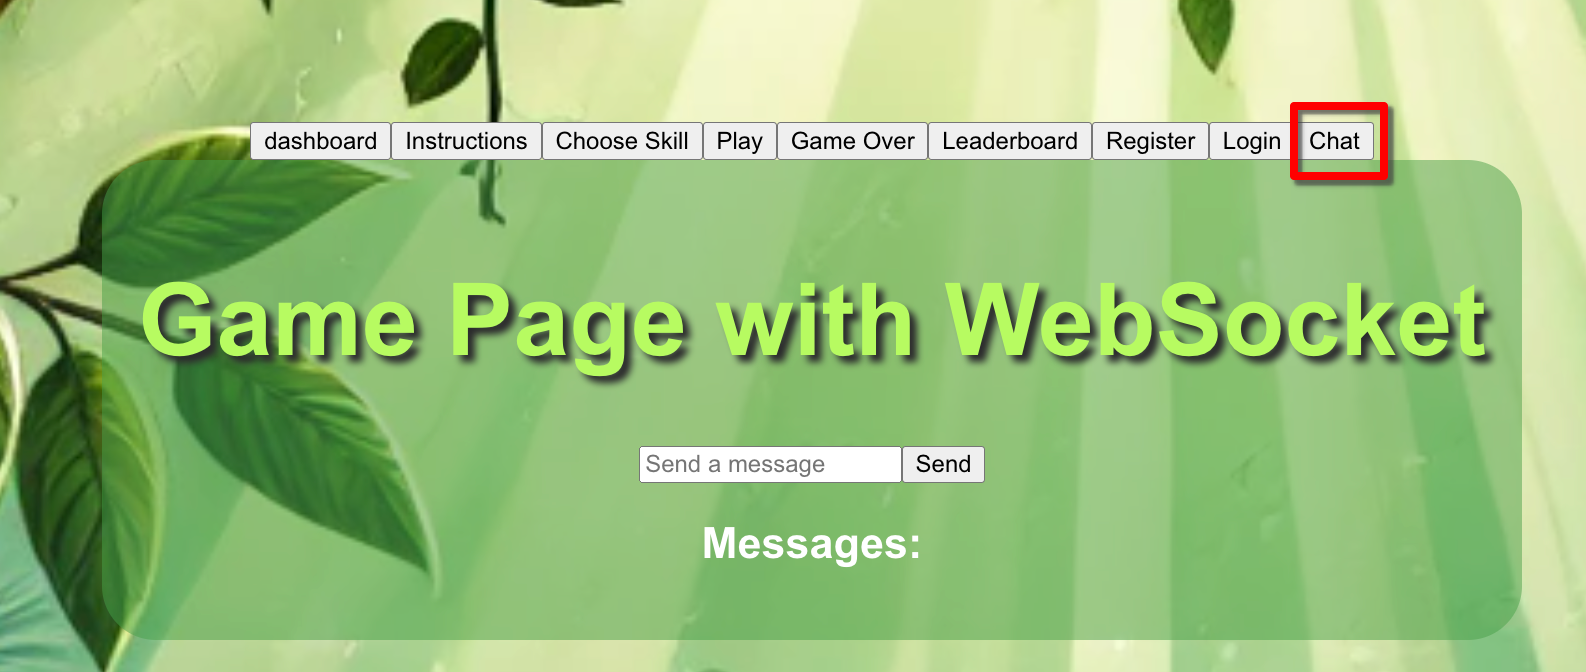 dashboard Instructions Choose Skill Play Game Over Leaderboard Register Login Chat
Game Page with WebSocket
Send a message Send
Messages: